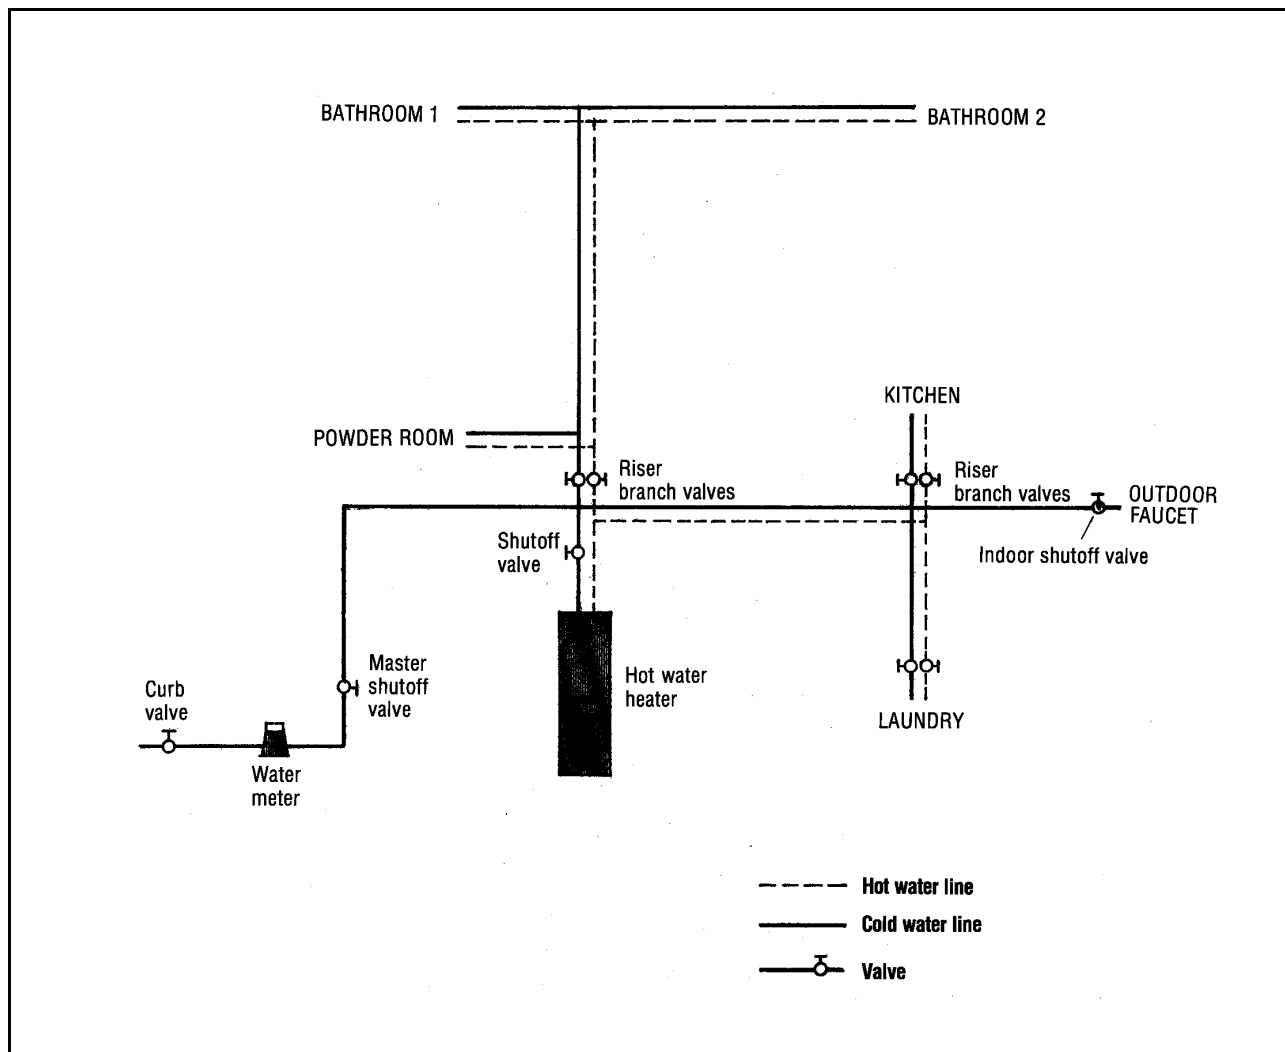 BATHROOM 1
BATHROOM 2
KITCHEN
POWDER ROOM
Riser
branch valves
Riser
branch valves
OUTDOOR
FAUCET
Shutoff
valve
Indoor shutoff valve
Master
shutoff
valve
Hot water
heater
Curb
valve
LAUNDRY
Water
meter
Hot water line
Cold water line
Valve